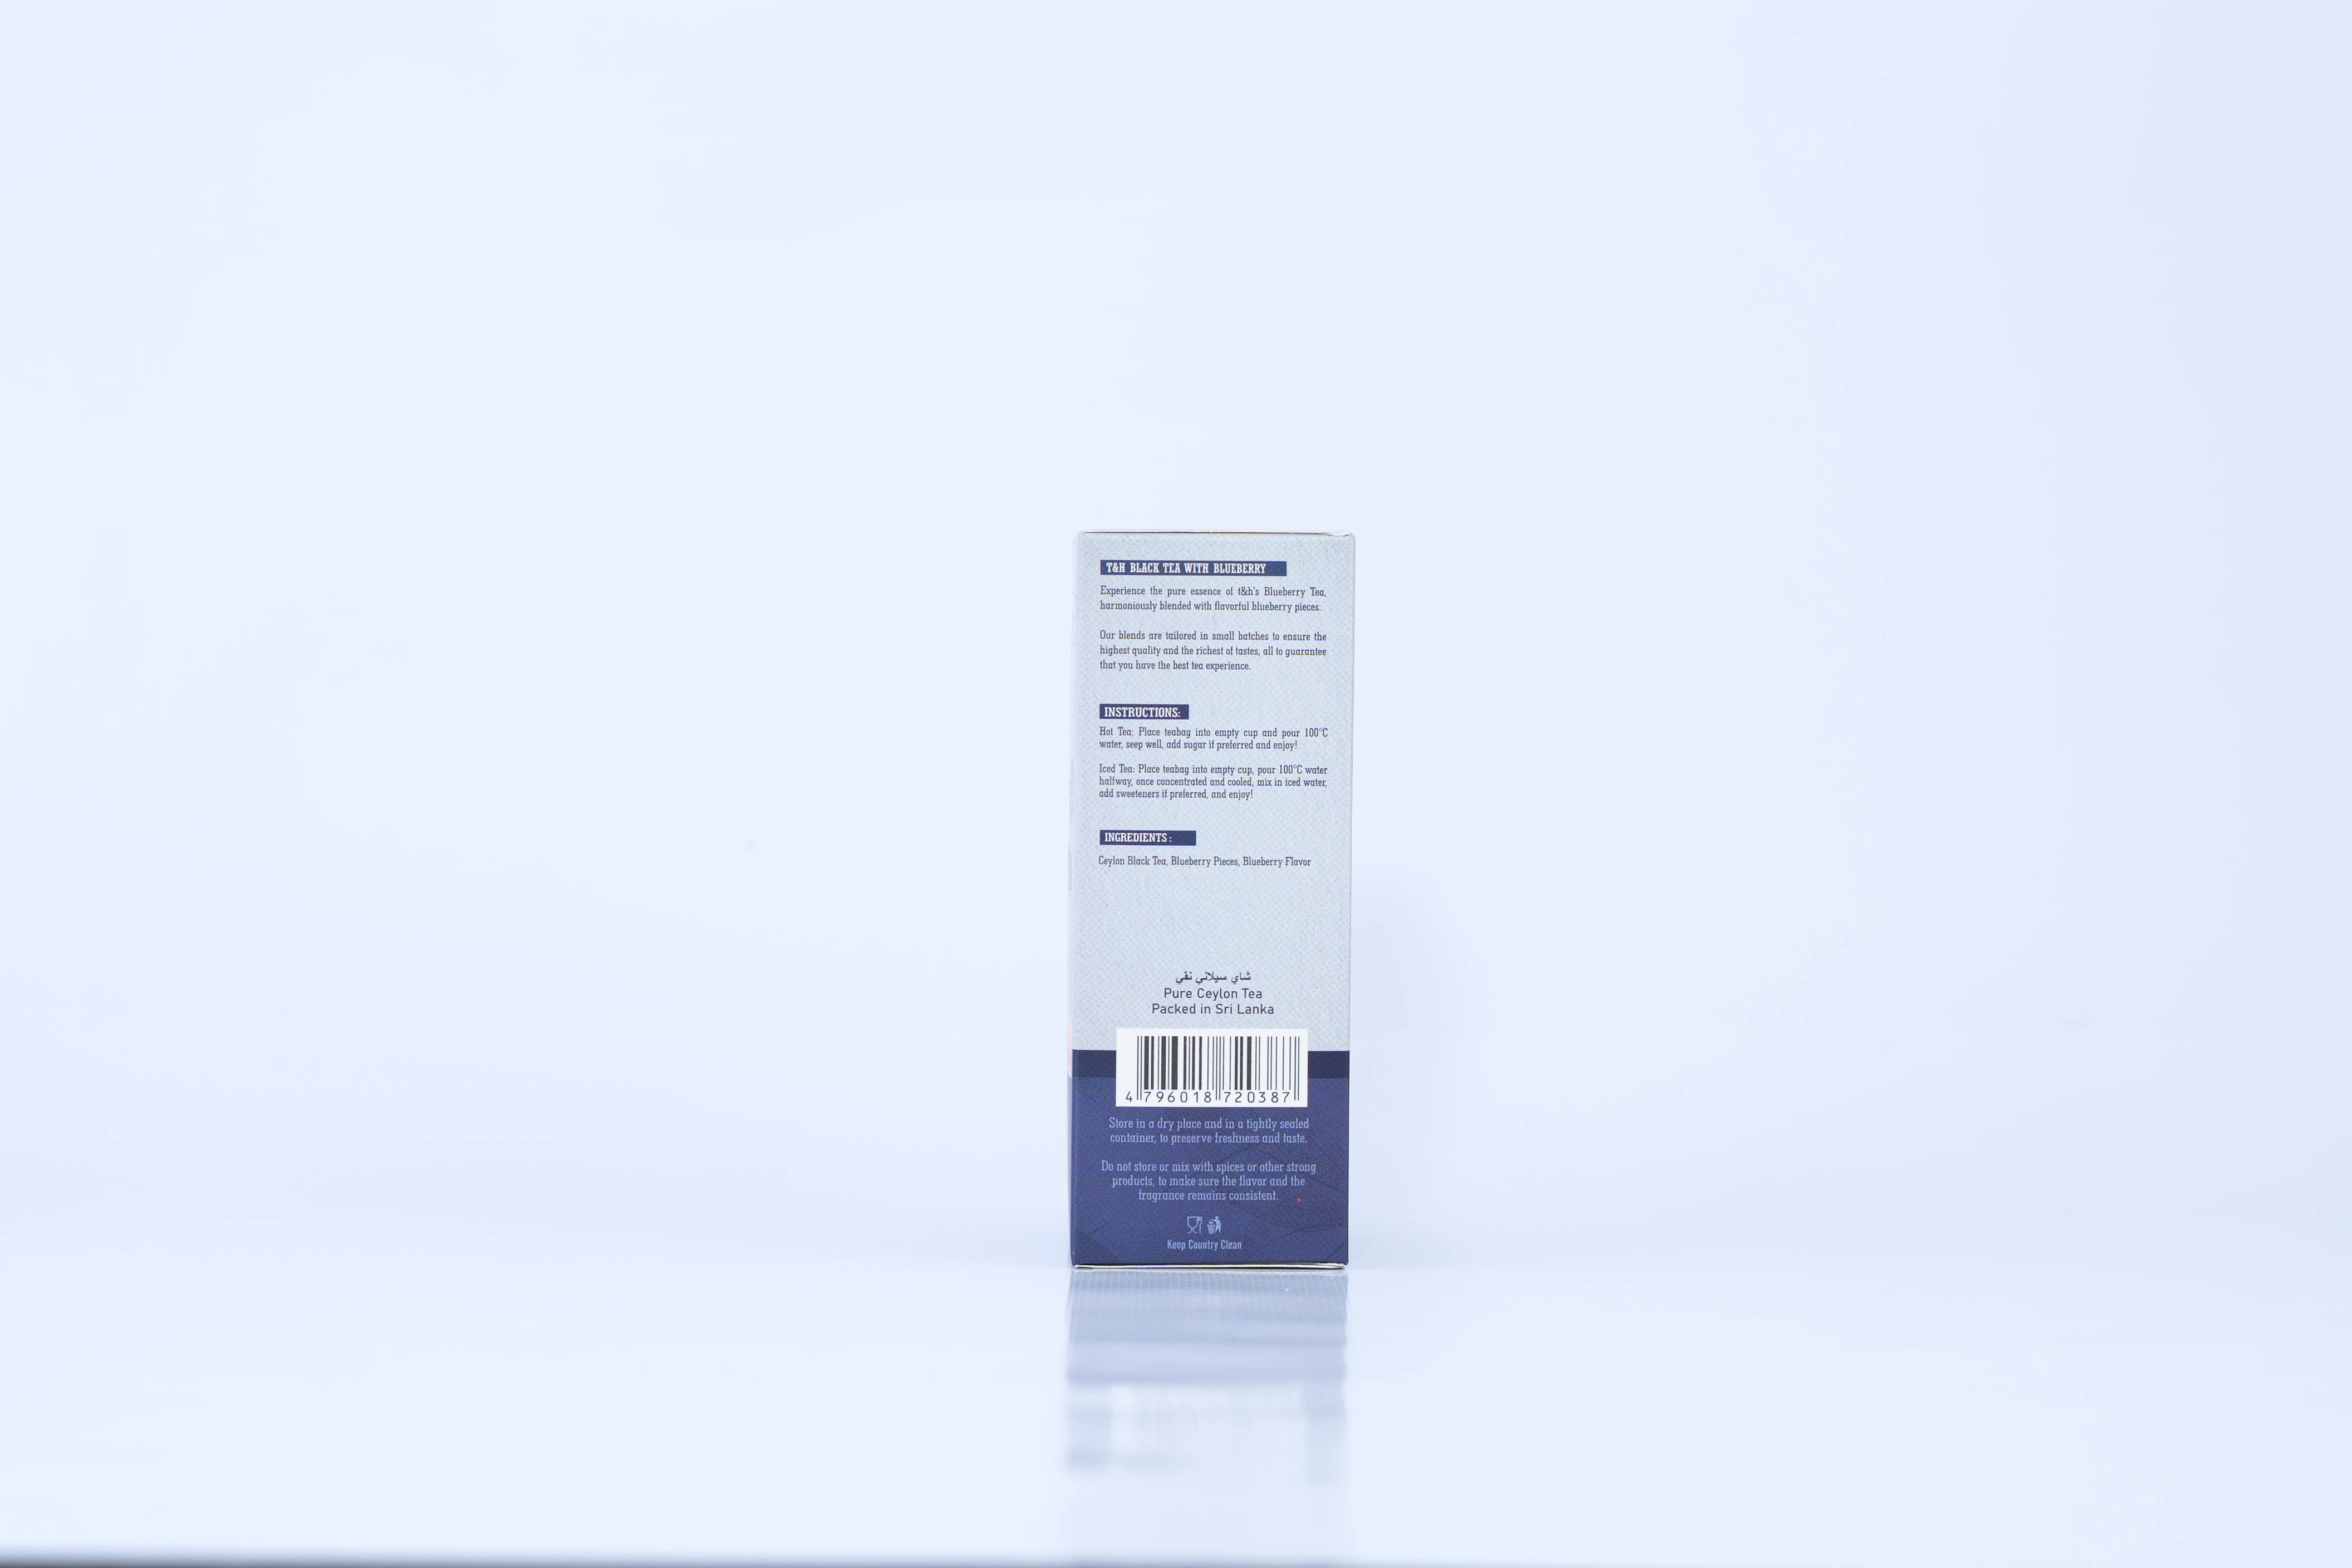 T&H BLACK TEA WITH BLUEBERRY
Experience the pure essence of t&h's Blueberry Tea,
harmoniously blended with flavorful blueberry pieces.
Our blends are tailored in small batches to ensure the
highest quality and the richest of tastes, all to guarantee
that you have the best tea experience.
INSTRUCTIONS:
Hot Tea: Place teabag into empty cup and pour 100°C
water, seep well, add sugar if preferred and enjoy!
Iced Tea: Place teabag into empty cup, pour 100°C water
halfway, once concentrated and cooled, mix in iced water,
add sweeteners if preferred, and enjoy!
INGREDIENTS :
Ceylon Black Tea, Blueberry Pieces, Blueberry Flavor
شاي سيلاني نقي
Pure Ceylon Tea
Packed in Sri Lanka
4 796018 720387
Store in a dry place and in a tightly sealed
container, to preserve freshness and taste.
Do not store or mix with spices or other strong
products, to make sure the flavor and the
fragrance remains consistent.
Keep Country Clean